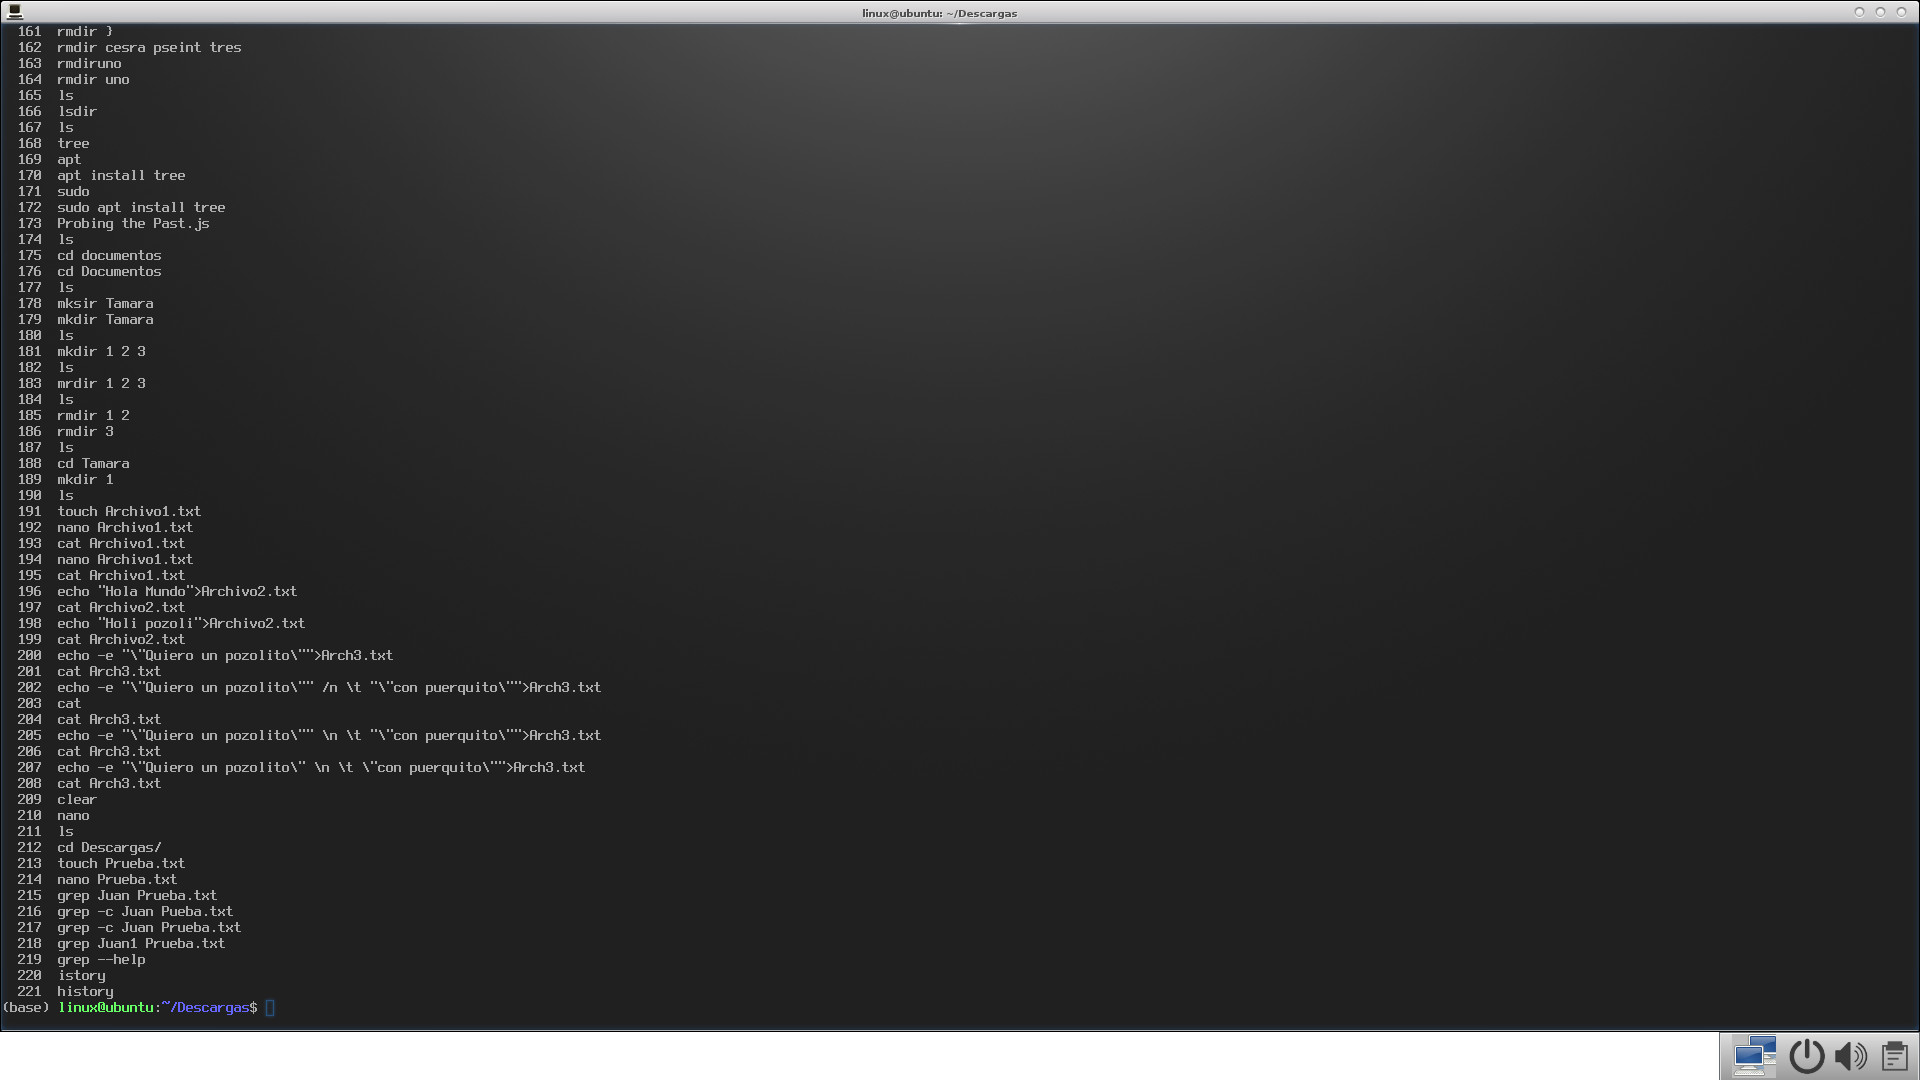 linux@ubuntu: ~/Descargas
161 rmdir }
162 rmdir cesra pseint tres
163 rmdiruno
164 rmdir uno
165 ls
166 lsdir
167 ls
168 tree
169 apt
170 apt install tree
171 sudo
172 sudo apt install tree
173 Probing the Past.js
174 ls
175 cd documentos
176 cd Documentos
177 ls
178 mksir Tamara
179 mkdir Tamara
180 ls
181 mkdir 1 2 3
182 ls
183 mrdir 1 2 3
184 ls
185 rmdir 1 2
186 rmdir 3
187 ls
188 cd Tamara
189 mkdir 1
190 ls
191 touch Archivo1.txt
192 nano Archivo1.txt
193 cat Archivo1.txt
194 nano Archivo1.txt
195 cat Archivo1.txt
196 echo "Hola Mundo">Archivo2.txt
197 cat Archivo2.txt
198 echo "Holi pozoli">Archivo2.txt
199 cat Archivo2.txt
200 echo -e "\"Quiero un pozolito\"">Arch3.txt
201 cat Arch3.txt
202 echo -e "\"Quiero un pozolito\"" /n \t "\"con puerquito\"">Arch3.txt
203 cat
204 cat Arch3.txt
205 echo -e "\"Quiero un pozolito\"" \n \t "\"con puerquito\"">Arch3.txt
206 cat Arch3.txt
207 echo -e "\"Quiero un pozolito\" \n \t \"con puerquito\"">Arch3.txt
208 cat Arch3.txt
209 clear
210 nano
211 ls
212 cd Descargas/
213 touch Prueba.txt
214 nano Prueba.txt
215 grep Juan Prueba.txt
216 grep -c Juan Pueba.txt
217 grep -c Juan Prueba.txt
218 grep Juan1 Prueba.txt
219 grep --help
220 istory
221 history
(base) linux@ubuntu:~/Descargas$